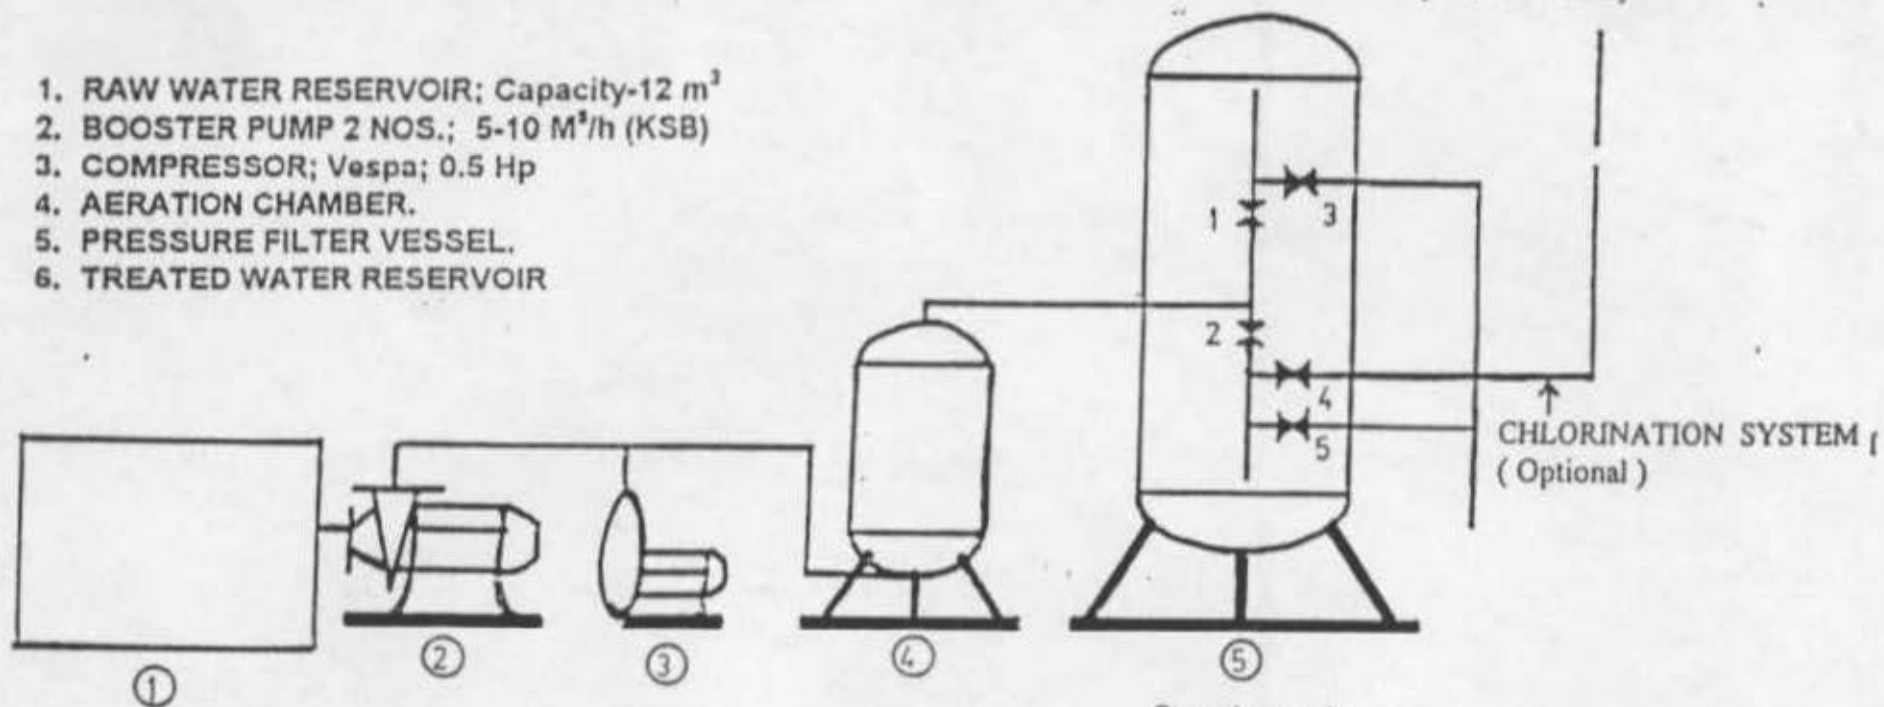 1. RAW WATER RESERVOIR; Capacity-12 m³
2. BOOSTER PUMP 2 NOS.; 5-10 M³/h (KSB)
3. COMPRESSOR; Vespa; 0.5 Hp
4. AERATION CHAMBER.
5. PRESSURE FILTER VESSEL.
6. TREATED WATER RESERVOIR
1
3
2
4
5
CHLORINATION SYSTEM
( Optional )
① ② ③ ④ ⑤